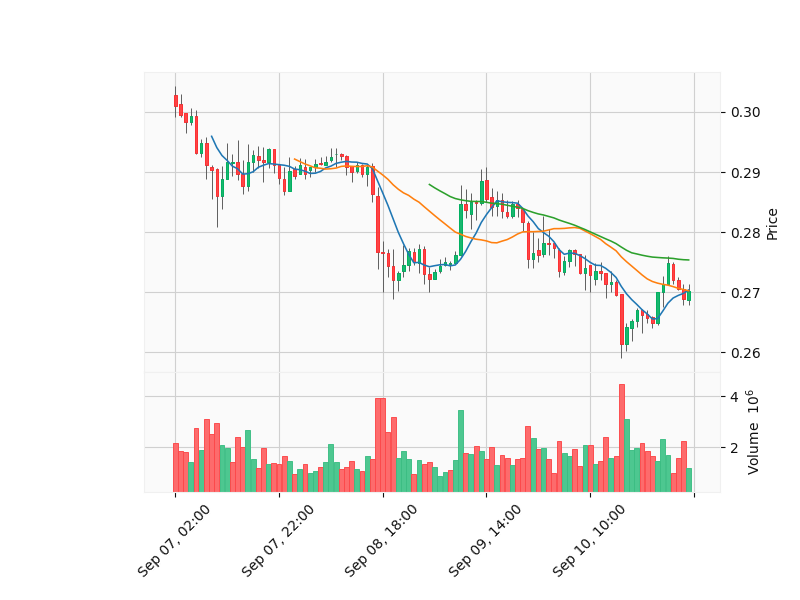 0.30
0.29
0.28
0.27
0.26
Price
4
2
Volume 10^6
Sep 07, 02:00
Sep 07, 22:00
Sep 08, 18:00
Sep 09, 14:00
Sep 10, 10:00